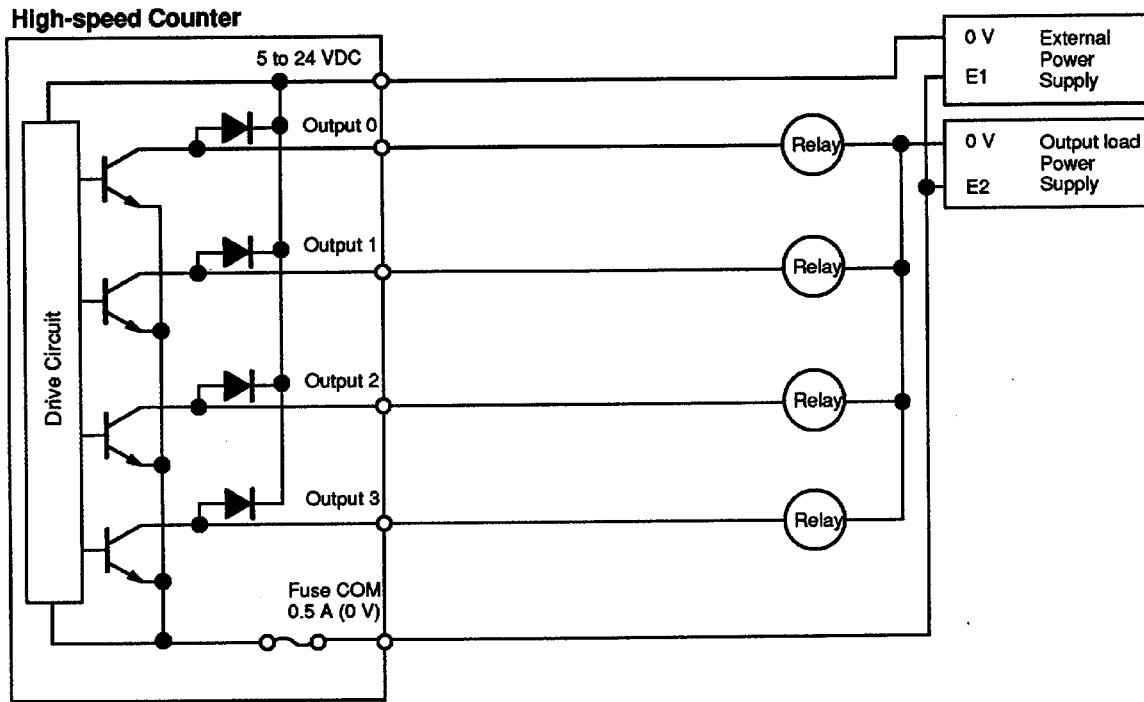 High-speed Counter
5 to 24 VDC
0 V
External
Power
Supply
E1
Output 0
Relay
0 V
Output load
Power
Supply
E2
Output 1
Relay
Drive Circuit
Output 2
Relay
Output 3
Relay
Fuse COM
0.5 A (0 V)